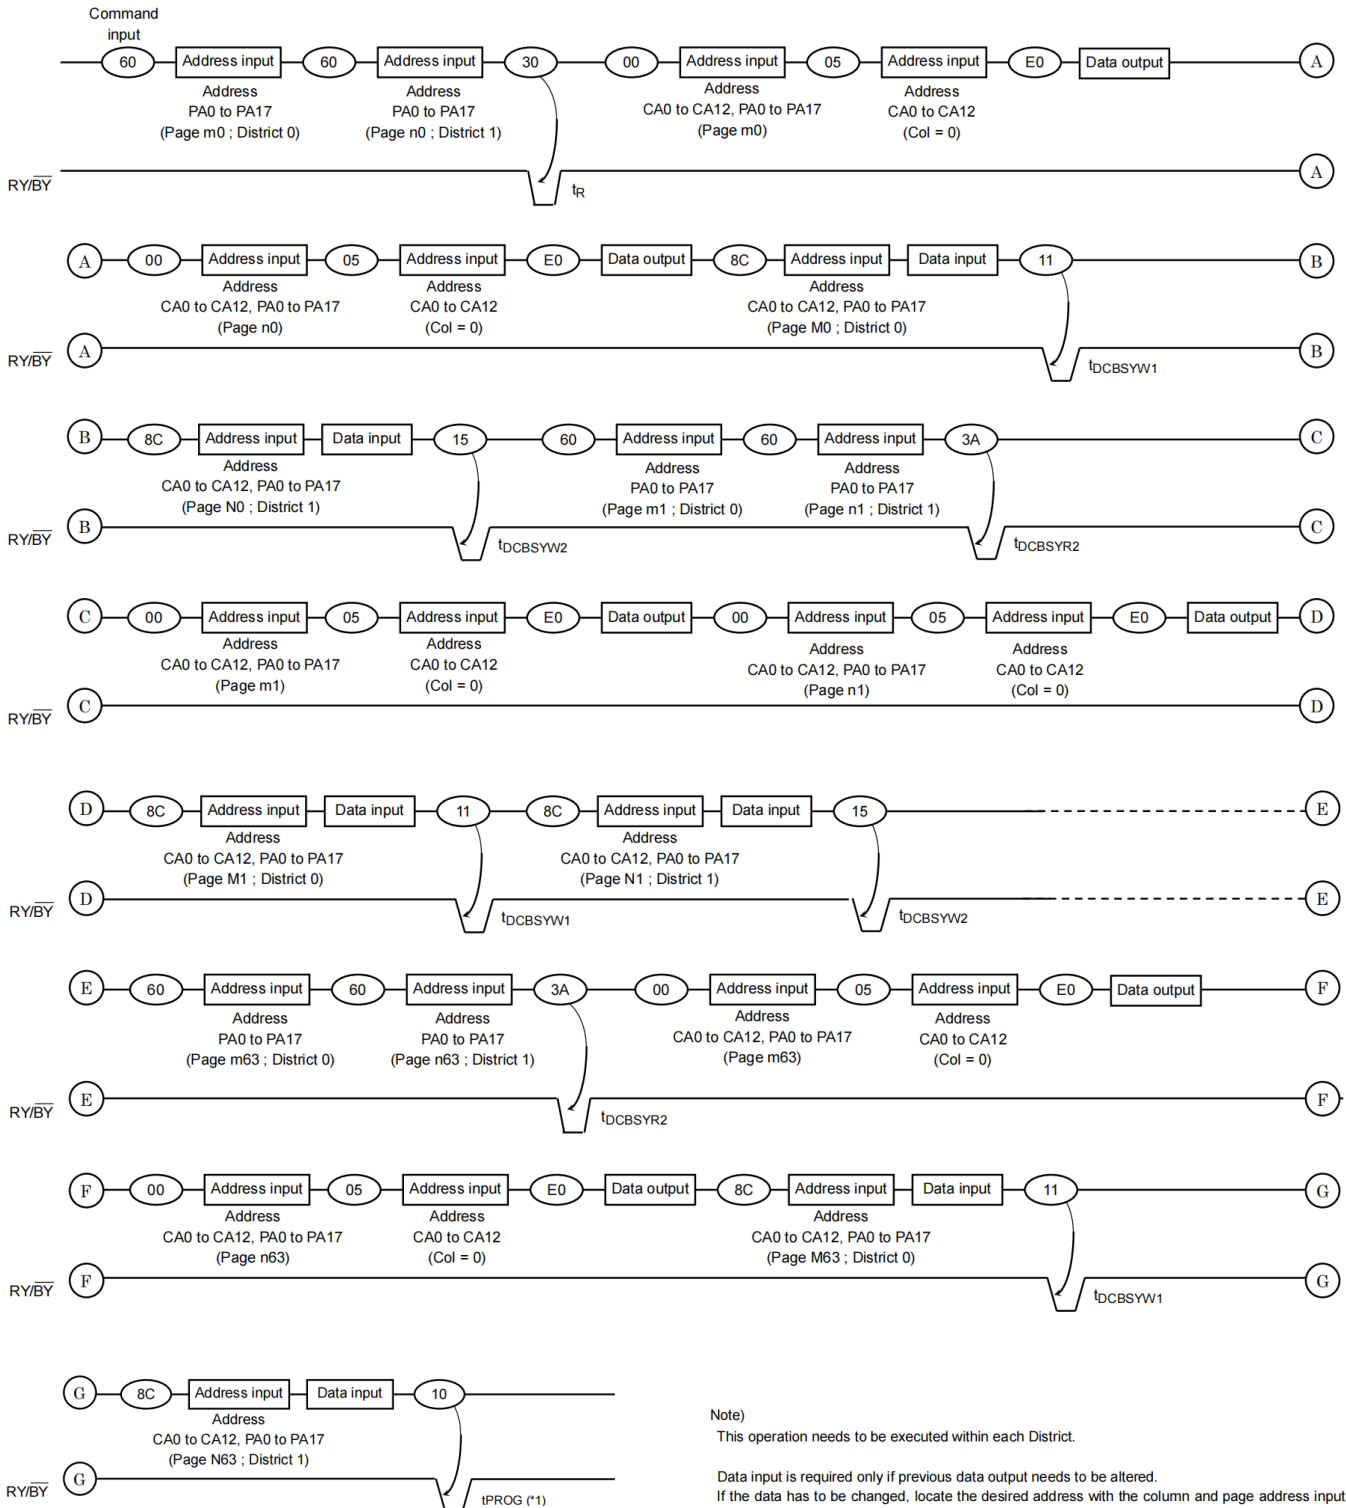 Command
input
60 Address input 60 Address input 30 00 Address input 05 Address input E0 Data output A
Address Address Address Address
PA0 to PA17 PA0 to PA17 CA0 to CA12, PA0 to PA17 CA0 to CA12
(Page m0 ; District 0) (Page n0 ; District 1) (Page m0) (Col = 0)
RY/BY tR A
A 00 Address input 05 Address input E0 Data output 8C Address input Data input 11 B
Address Address Address
CA0 to CA12, PA0 to PA17 CA0 to CA12 CA0 to CA12, PA0 to PA17
(Page n0) (Col = 0) (Page M0 ; District 0)
RY/BY A tDCBSYW1 B
B 8C Address input Data input 15 60 Address input 60 Address input 3A C
Address Address Address
CA0 to CA12, PA0 to PA17 PA0 to PA17 PA0 to PA17
(Page N0 ; District 1) (Page m1 ; District 0) (Page n1 ; District 1)
RY/BY B tDCBSYW2 tDCBSYR2 C
C 00 Address input 05 Address input E0 Data output 00 Address input 05 Address input E0 Data output D
Address Address Address Address
CA0 to CA12, PA0 to PA17 CA0 to CA12 CA0 to CA12, PA0 to PA17 CA0 to CA12
(Page m1) (Col = 0) (Page n1) (Col = 0)
RY/BY C D
D 8C Address input Data input 11 8C Address input Data input 15 E
Address Address
CA0 to CA12, PA0 to PA17 CA0 to CA12, PA0 to PA17
(Page M1 ; District 0) (Page N1 ; District 1)
RY/BY D tDCBSYW1 tDCBSYW2 E
E 60 Address input 60 Address input 3A 00 Address input 05 Address input E0 Data output F
Address Address Address Address
PA0 to PA17 PA0 to PA17 CA0 to CA12, PA0 to PA17 CA0 to CA12
(Page m63 ; District 0) (Page n63 ; District 1) (Page m63) (Col = 0)
RY/BY E tDCBSYR2 F
F 00 Address input 05 Address input E0 Data output 8C Address input Data input 11 G
Address Address Address
CA0 to CA12, PA0 to PA17 CA0 to CA12 CA0 to CA12, PA0 to PA17
(Page n63) (Col = 0) (Page M63 ; District 0)
RY/BY F tDCBSYW1 G
G 8C Address input Data input 10
Address
CA0 to CA12, PA0 to PA17
(Page N63 ; District 1)
RY/BY G tPROG (*1)
Note)
This operation needs to be executed within each District.
Data input is required only if previous data output needs to be altered.
If the data has to be changed, locate the desired address with the column and page address input